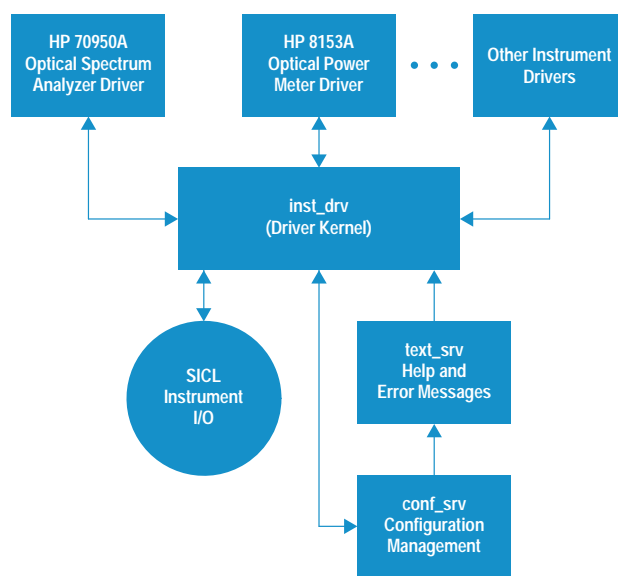 HP 70950A
Optical Spectrum
Analyzer Driver
HP 8153A
Optical Power
Meter Driver
• • •
Other Instrument
Drivers
inst_drv
(Driver Kernel)
SICL
Instrument
I/O
text_srv
Help and
Error Messages
conf_srv
Configuration
Management